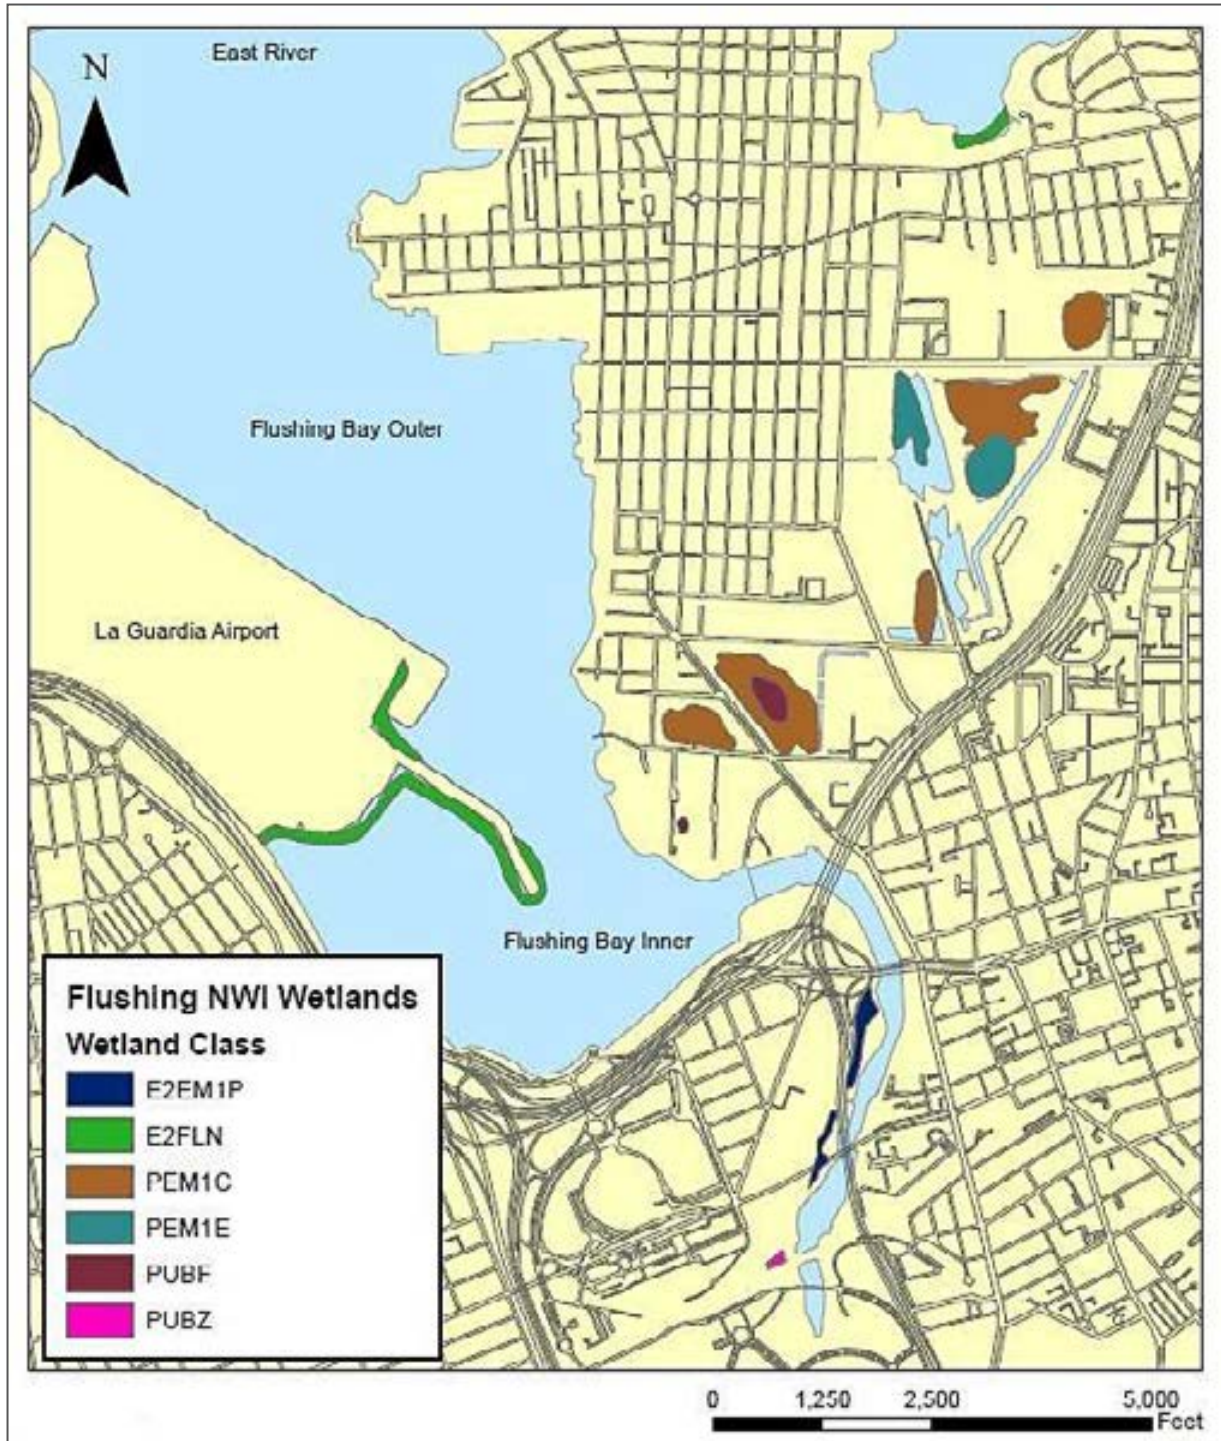 East River
N
Flushing Bay Outer
La Guardia Airport
Flushing Bay Inner
Flushing NWI Wetlands
Wetland Class
E2EM1P
E2FLN
PEM1C
PEM1E
PUBF
PUBZ
0 1,250 2,500 5,000
Feet